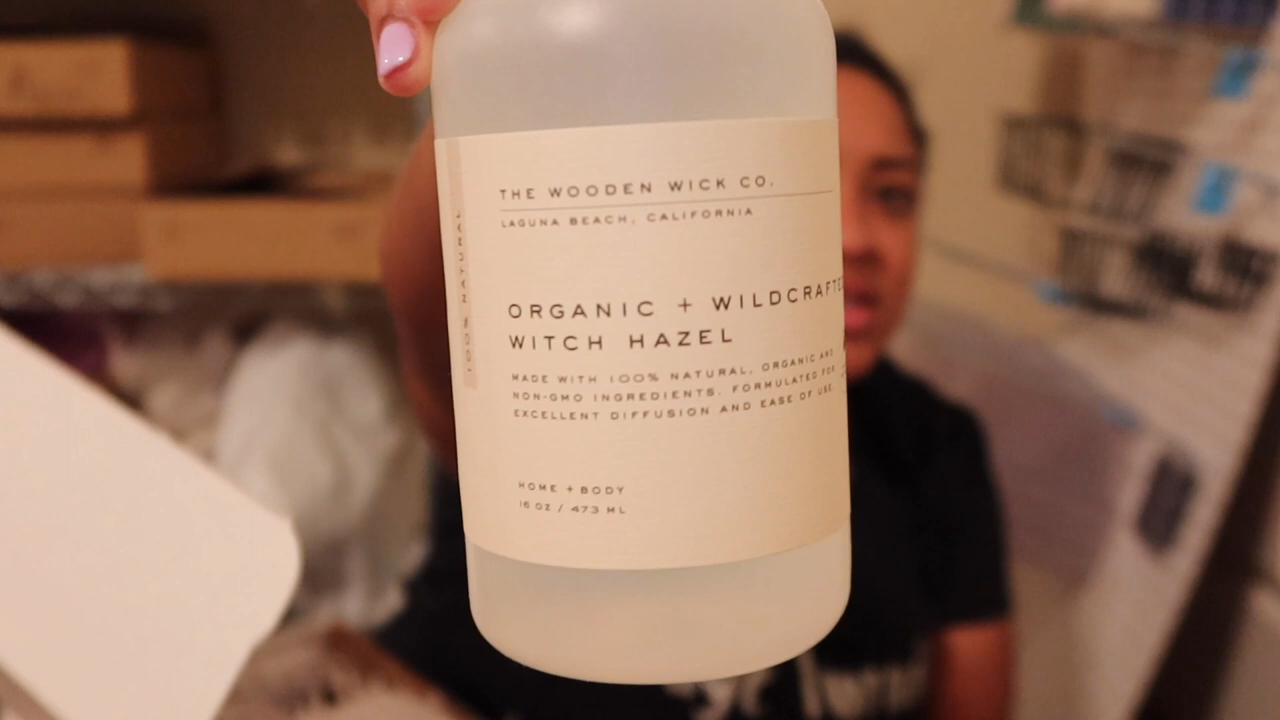 THE WOODEN WICK CO.
LAGUNA BEACH, CALIFORNIA
100% NATURAL
ORGANIC + WILDCRAFTED
WITCH HAZEL
MADE WITH 100% NATURAL, ORGANIC AND
NON-GMO INGREDIENTS. FORMULATED FOR
EXCELLENT DIFFUSION AND EASE OF USE.
HOME + BODY
16 OZ / 473 ML